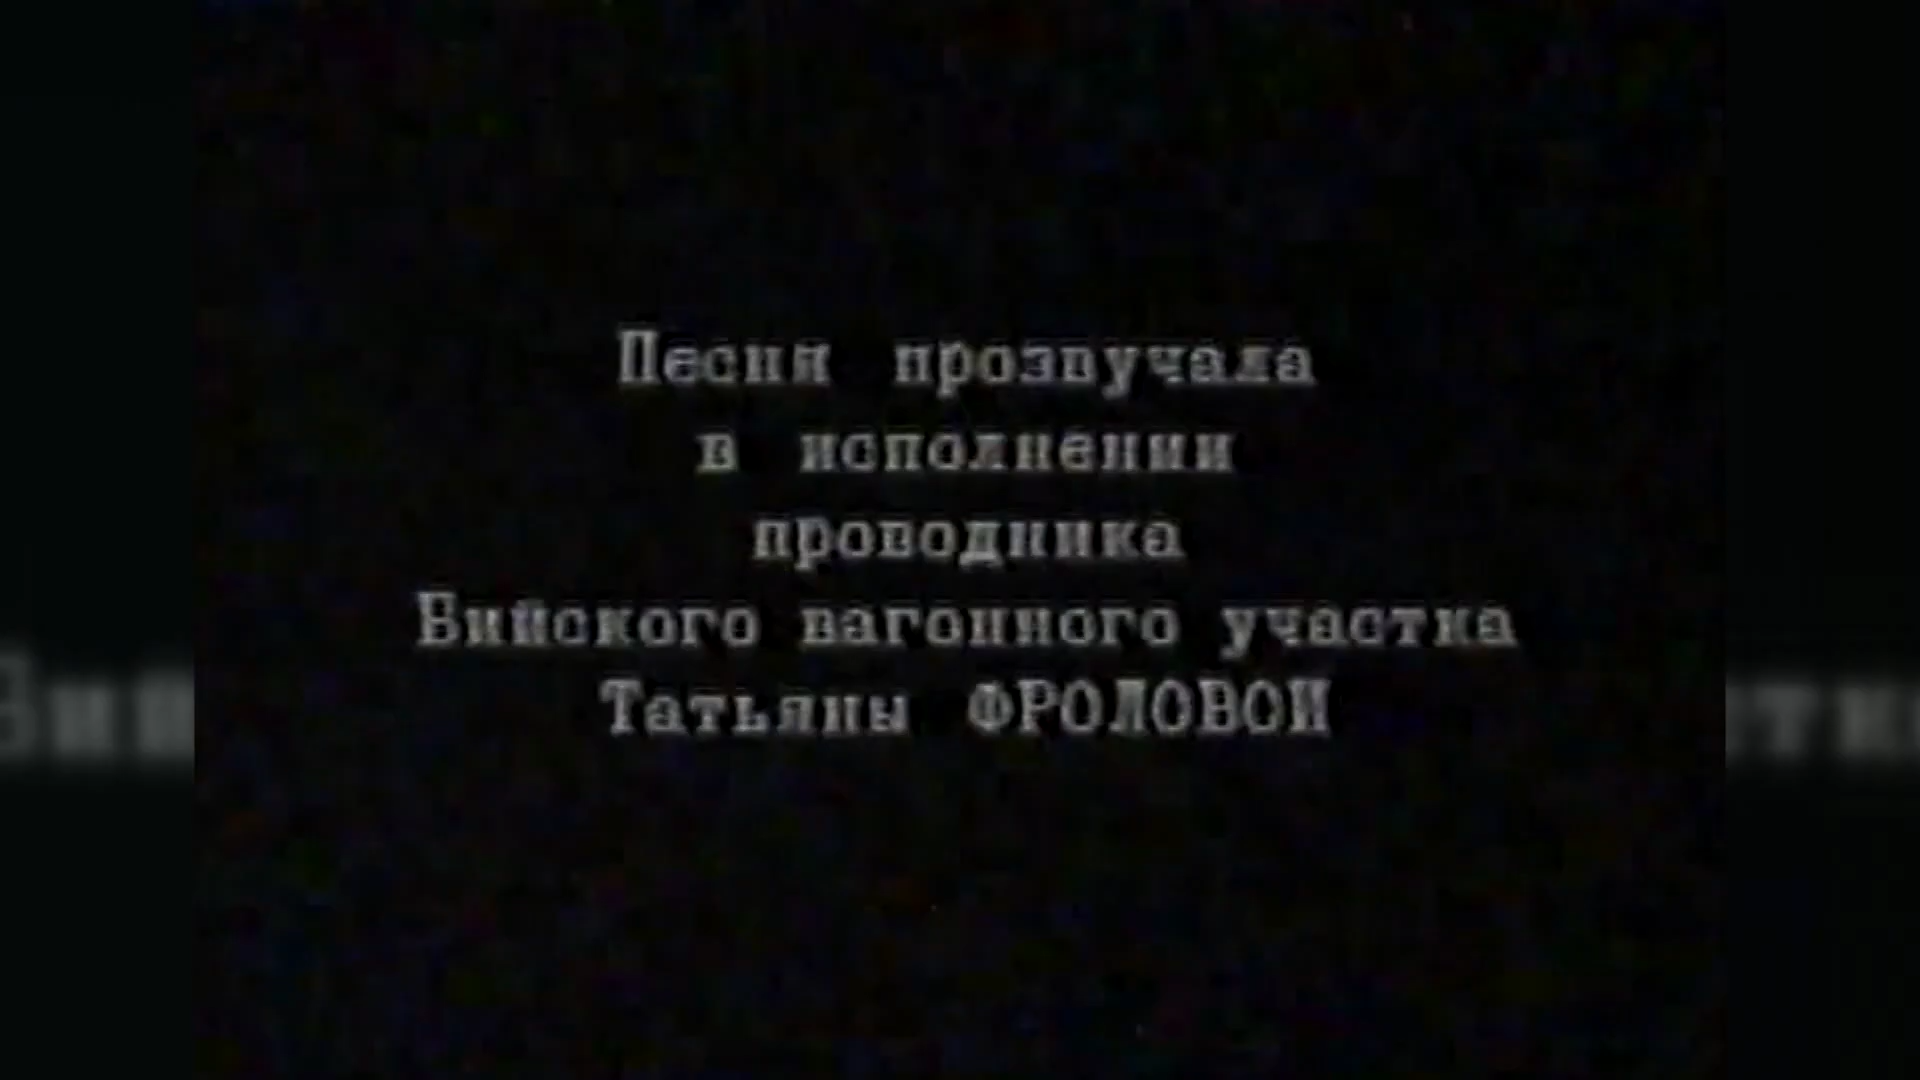 Песня прозвучала
в исполнении
проводника
Бийского вагонного участка
Татьяны ФРОЛОВОЙ